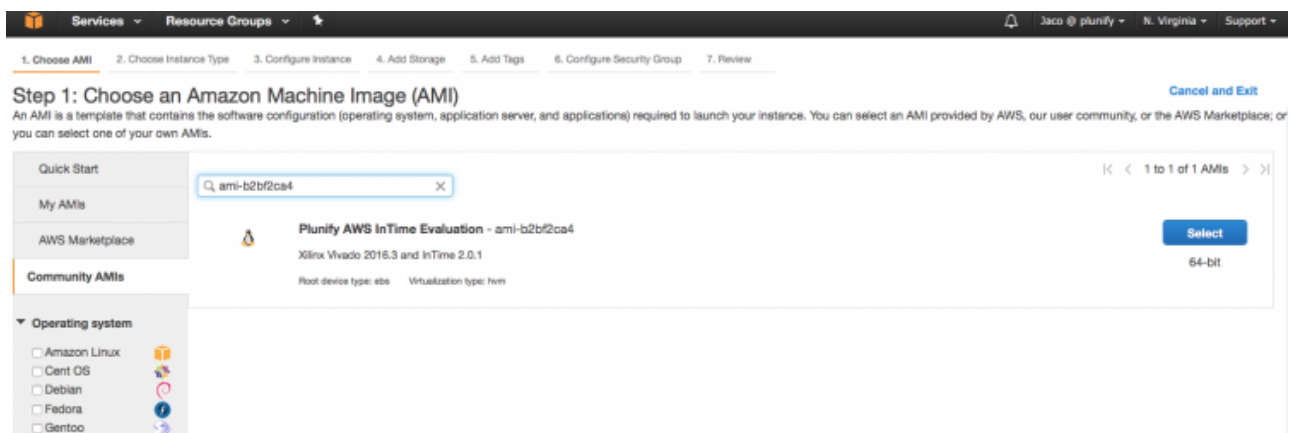 Services Resource Groups Jaco @ plunify N. Virginia Support
1. Choose AMI 2. Choose Instance Type 3. Configure Instance 4. Add Storage 5. Add Tags 6. Configure Security Group 7. Review
Step 1: Choose an Amazon Machine Image (AMI) Cancel and Exit
An AMI is a template that contains the software configuration (operating system, application server, and applications) required to launch your instance. You can select an AMI provided by AWS, our user community, or the AWS Marketplace; or
you can select one of your own AMIs.
Quick Start
My AMIs
AWS Marketplace
Community AMIs
Operating system
Amazon Linux
Cent OS
Debian
Fedora
Gentoo
ami-b2bf2ca4
1 to 1 of 1 AMIs
Plunify AWS InTime Evaluation - ami-b2bf2ca4
Xilinx Vivado 2016.3 and InTime 2.0.1
Root device type: ebs Virtualization type: hvm
Select
64-bit